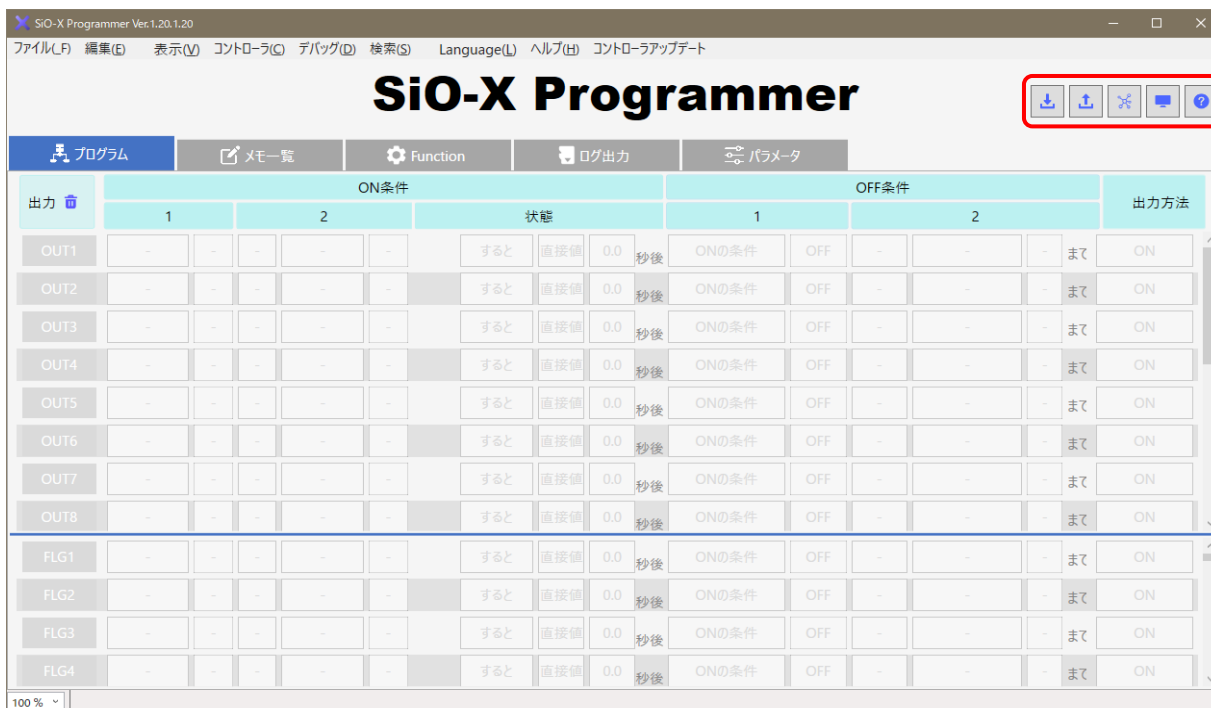 SiO-X Programmer Ver.1.20.1.20
ファイル(_F) 編集(E) 表示(V) コントローラ(C) デバッグ(D) 検索(S) Language(L) ヘルプ(H) コントローラアップデート
SiO-X Programmer
プログラム メモ一覧 Function ログ出力 パラメータ
出力 ON条件 OFF条件 出力方法
1 2 状態 1 2
OUT1 - - - - - すると 直接値 0.0 秒後 ONの条件 OFF - - - まで ON
OUT2 - - - - - すると 直接値 0.0 秒後 ONの条件 OFF - - - まで ON
OUT3 - - - - - すると 直接値 0.0 秒後 ONの条件 OFF - - - まで ON
OUT4 - - - - - すると 直接値 0.0 秒後 ONの条件 OFF - - - まで ON
OUT5 - - - - - すると 直接値 0.0 秒後 ONの条件 OFF - - - まで ON
OUT6 - - - - - すると 直接値 0.0 秒後 ONの条件 OFF - - - まで ON
OUT7 - - - - - すると 直接値 0.0 秒後 ONの条件 OFF - - - まで ON
OUT8 - - - - - すると 直接値 0.0 秒後 ONの条件 OFF - - - まで ON
FLG1 - - - - - すると 直接値 0.0 秒後 ONの条件 OFF - - - まで ON
FLG2 - - - - - すると 直接値 0.0 秒後 ONの条件 OFF - - - まで ON
FLG3 - - - - - すると 直接値 0.0 秒後 ONの条件 OFF - - - まで ON
FLG4 - - - - - すると 直接値 0.0 秒後 ONの条件 OFF - - - まで ON
100 %